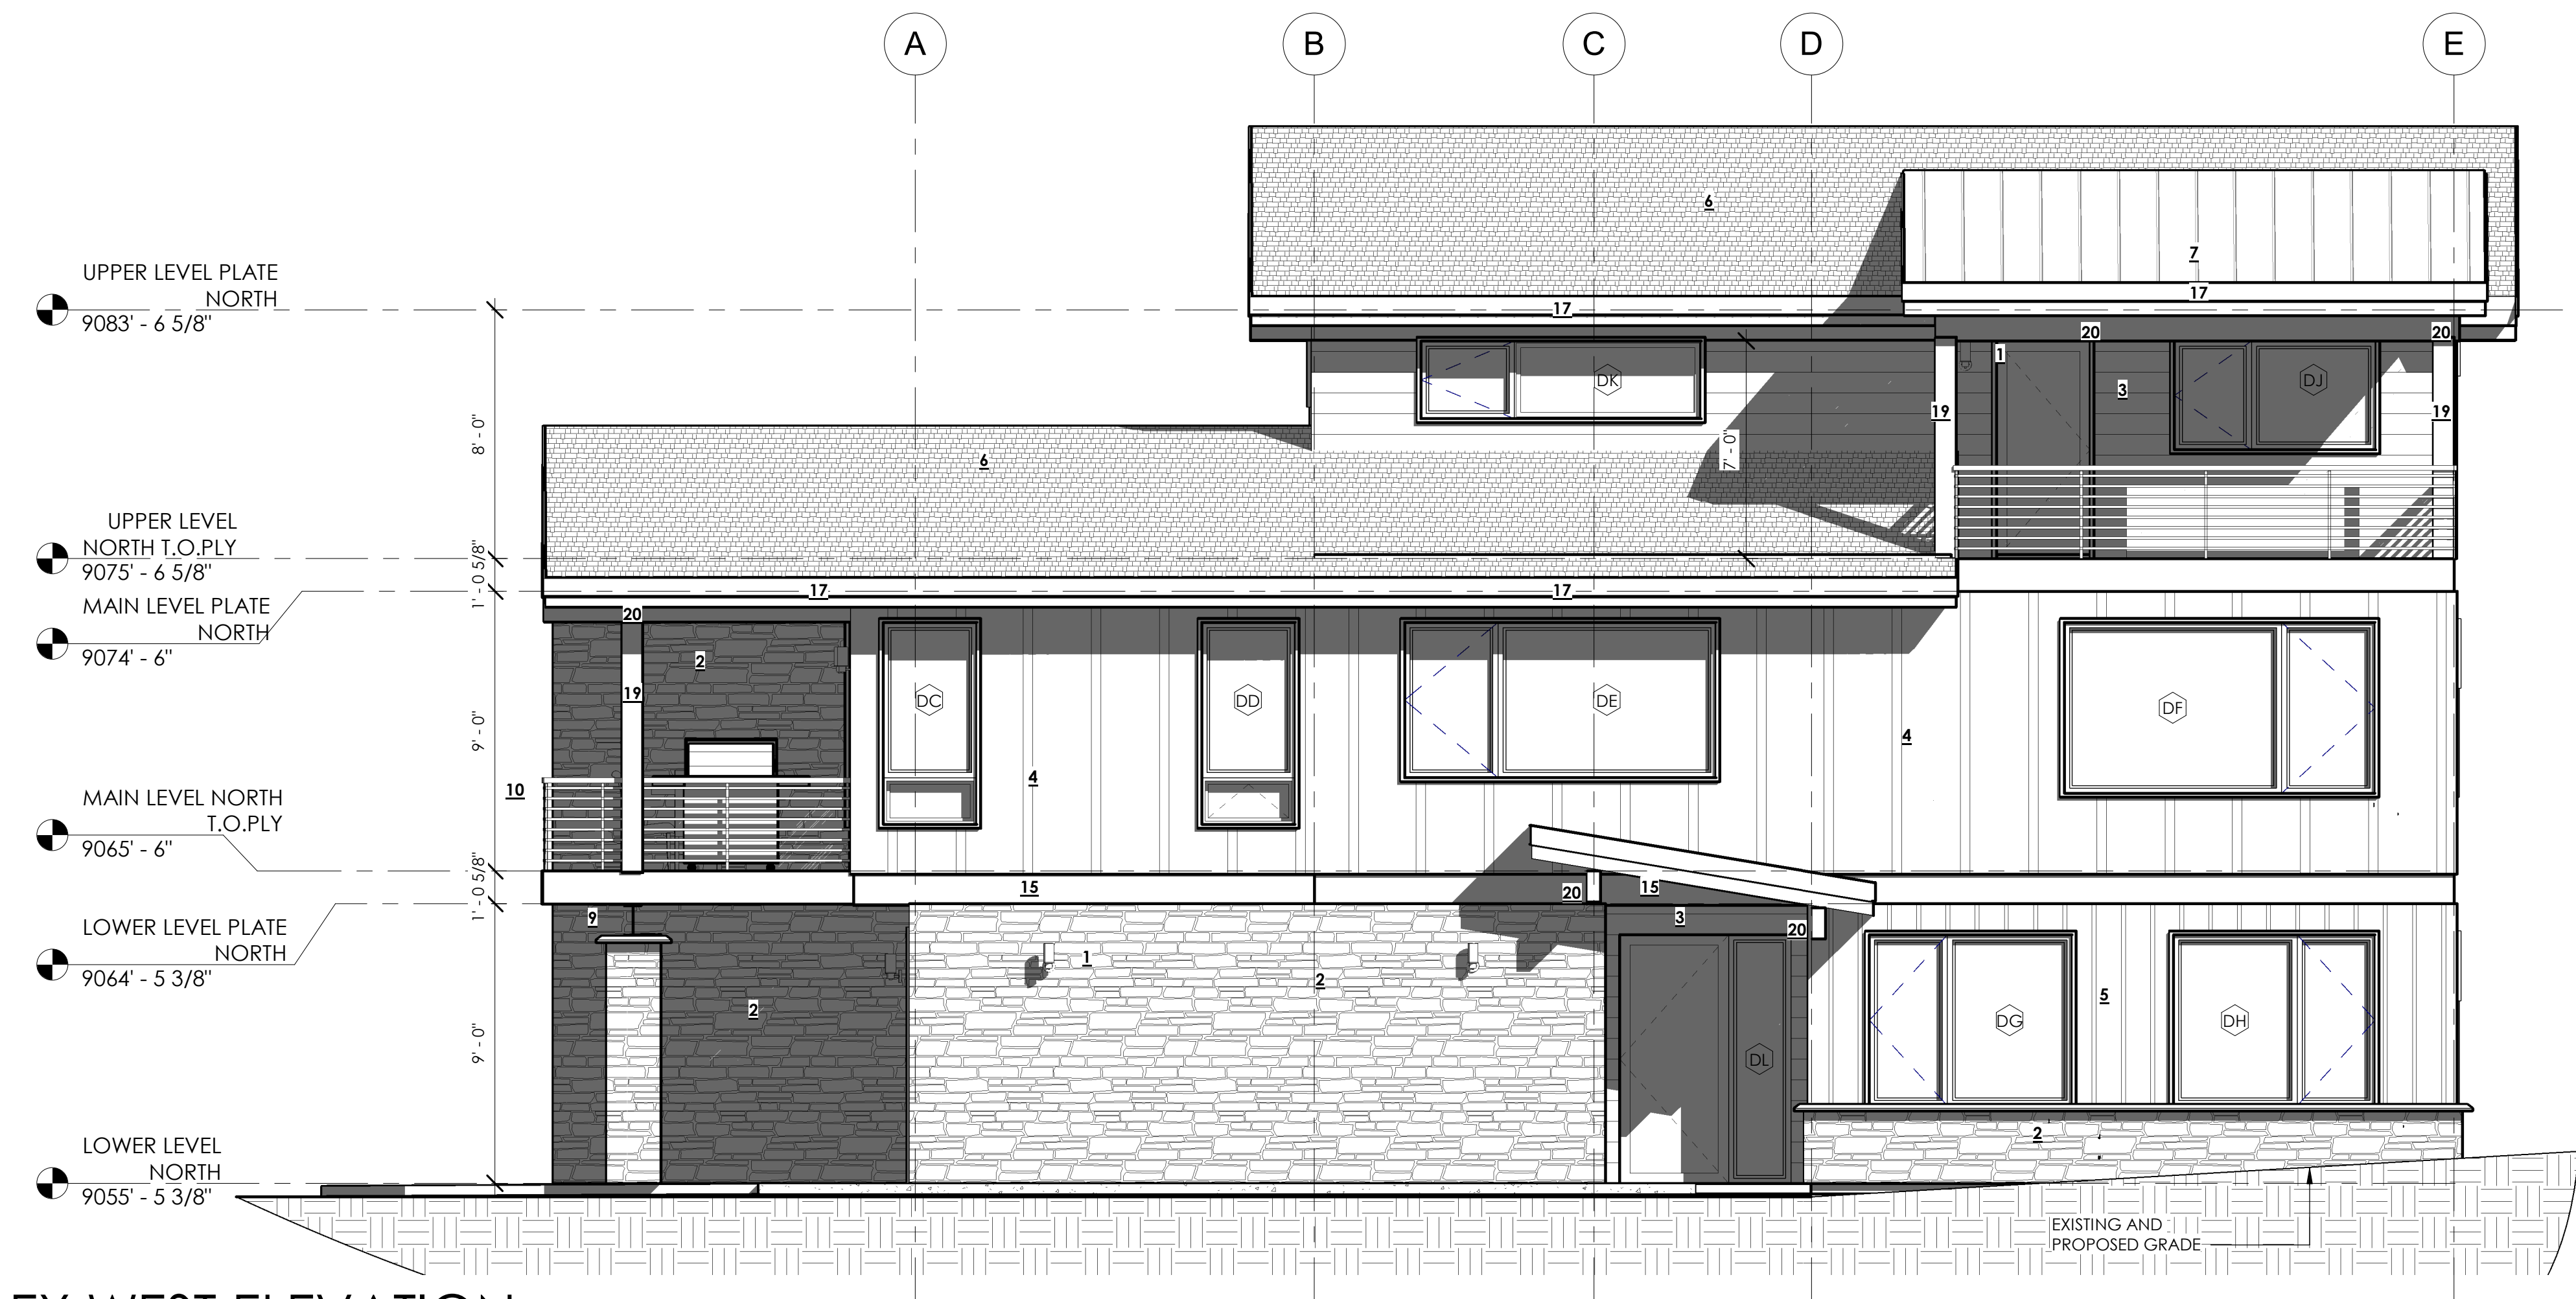 A
B
C
D
E
UPPER LEVEL PLATE
NORTH
9083' - 6 5/8"
UPPER LEVEL
NORTH T.O.PLY
9075' - 6 5/8"
MAIN LEVEL PLATE
NORTH
9074' - 6"
MAIN LEVEL NORTH
T.O.PLY
9065' - 6"
LOWER LEVEL PLATE
NORTH
9064' - 5 3/8"
LOWER LEVEL
NORTH
9055' - 5 3/8"
8' - 0"
1' - 0 5/8"
9' - 0"
1' - 0 5/8"
9' - 0"
6
7
17
17
20
20
1
DK
3
DJ
19
19
6
7' - 0"
17
17
20
2
19
DC
DD
DE
DF
4
4
10
15
20
15
9
3
20
1
2
2
5
DG
DH
DL
2
EXISTING AND
PROPOSED GRADE